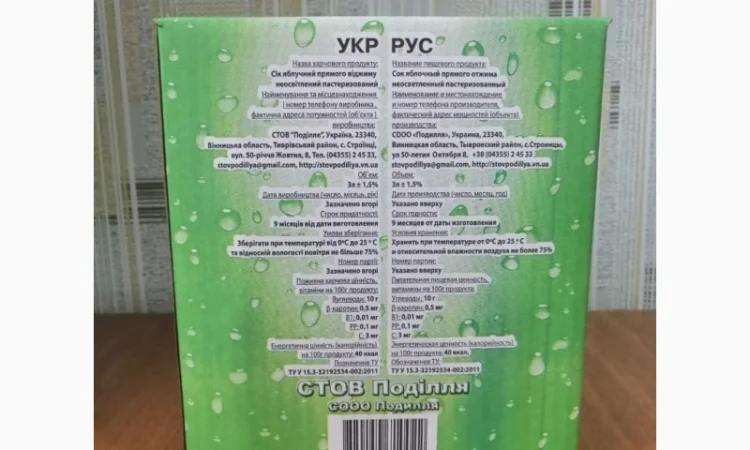 УКР
Назва харчового продукту:
Сік яблучний прямого віджиму
неосвітлений пастеризований
Найменування та місцезнаходження
і номер телефону виробника ,
фактична адреса потужностей (об'єкта )
виробництва:
СТОВ "Поділля", Україна, 23340,
Вінницька область, Тиврівський район, с. Строїнці,
вул. 50-річчя Жовтня, 8, Тел. (04355) 2 45 33,
stovpodillya@gmail.com, http://stovpodillya.vn.ua
Об'єм:
3л ± 1,5%
Дата виробництва (число, місяць, рік)
Зазначено вгорі
Строк придатності:
9 місяців від дати виготовлення
Умови зберігання:
Зберігати при температурі від 0ºС до 25 º С
та відносній вологості повітря не більше 75%
Номер партії:
Зазначено вгорі
Поживна харчова цінність,
вітаміни на 100г продукту:
Вуглеводи: 10 г
β-каротин: 0,5 мг
В1: 0,01 мг
РР: 0,1 мг
С: 3 мг
Енергетична цінність (калорійність)
на 100г продукту: 40 ккал.
Позначення ТУ
ТУ У 15.3-32192534-002:2011
РУС
Название пищевого продукта:
Сок яблочный прямого отжима
неосветленный пастеризованный
Наименование и местонахождение
и номер телефона производителя,
фактический адрес мощностей (объекта)
производства:
СООО «Подилля», Украина, 23340,
Винницкая область, Тывровский район, с.Строинцы,
ул 50-летия Октября 8, +38 (04355) 2 45 33,
stovpodillya@gmail.com, http://stovpodillya.vn.ua
Объем:
3л ± 1,5%
Дата производства (число, месяц, год)
Указано вверху
Срок годности:
9 месяцев от даты изготовления
Условия хранения:
Хранить при температуре от 0ºС до 25 º С
и относительной влажности воздуха не более 75%
Номер партии:
Указано вверху
Питательная пищевая ценность,
витамины на 100г продукта:
Углеводы: 10 г
β-каротин: 0,5 мг
В1: 0,01 мг
РР: 0,1 мг
С: 3 мг
Энергетическая ценность (калорийность)
на 100г продукта: 40 ккал.
Обозначение ТУ:
ТУ У 15.3-32192534-002:2011
СТОВ Поділля
СООО Подилля